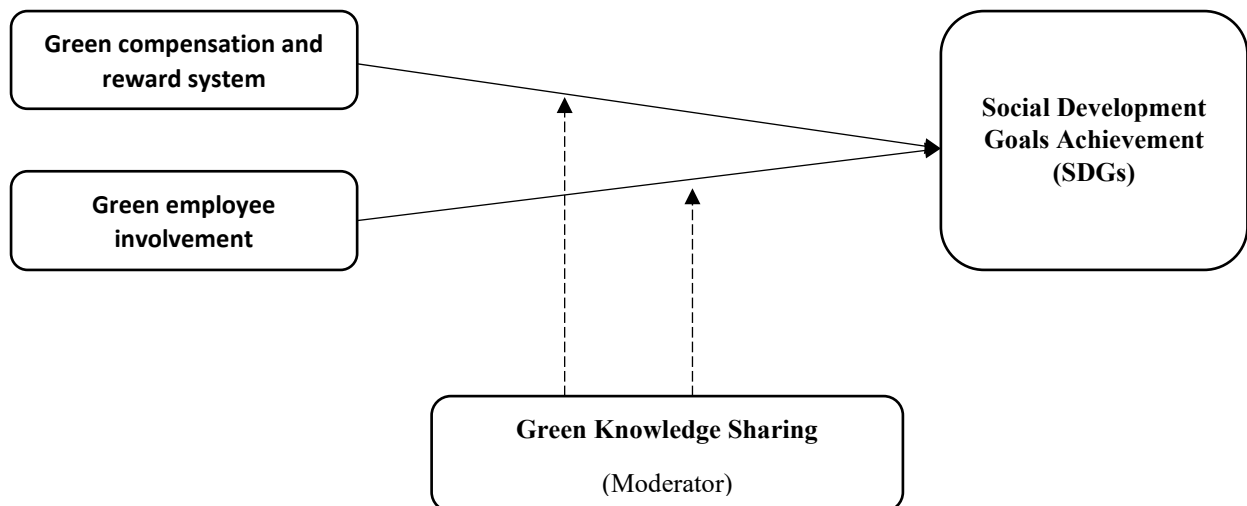 Green compensation and
reward system
Social Development
Goals Achievement
(SDGs)
Green employee
involvement
Green Knowledge Sharing
(Moderator)